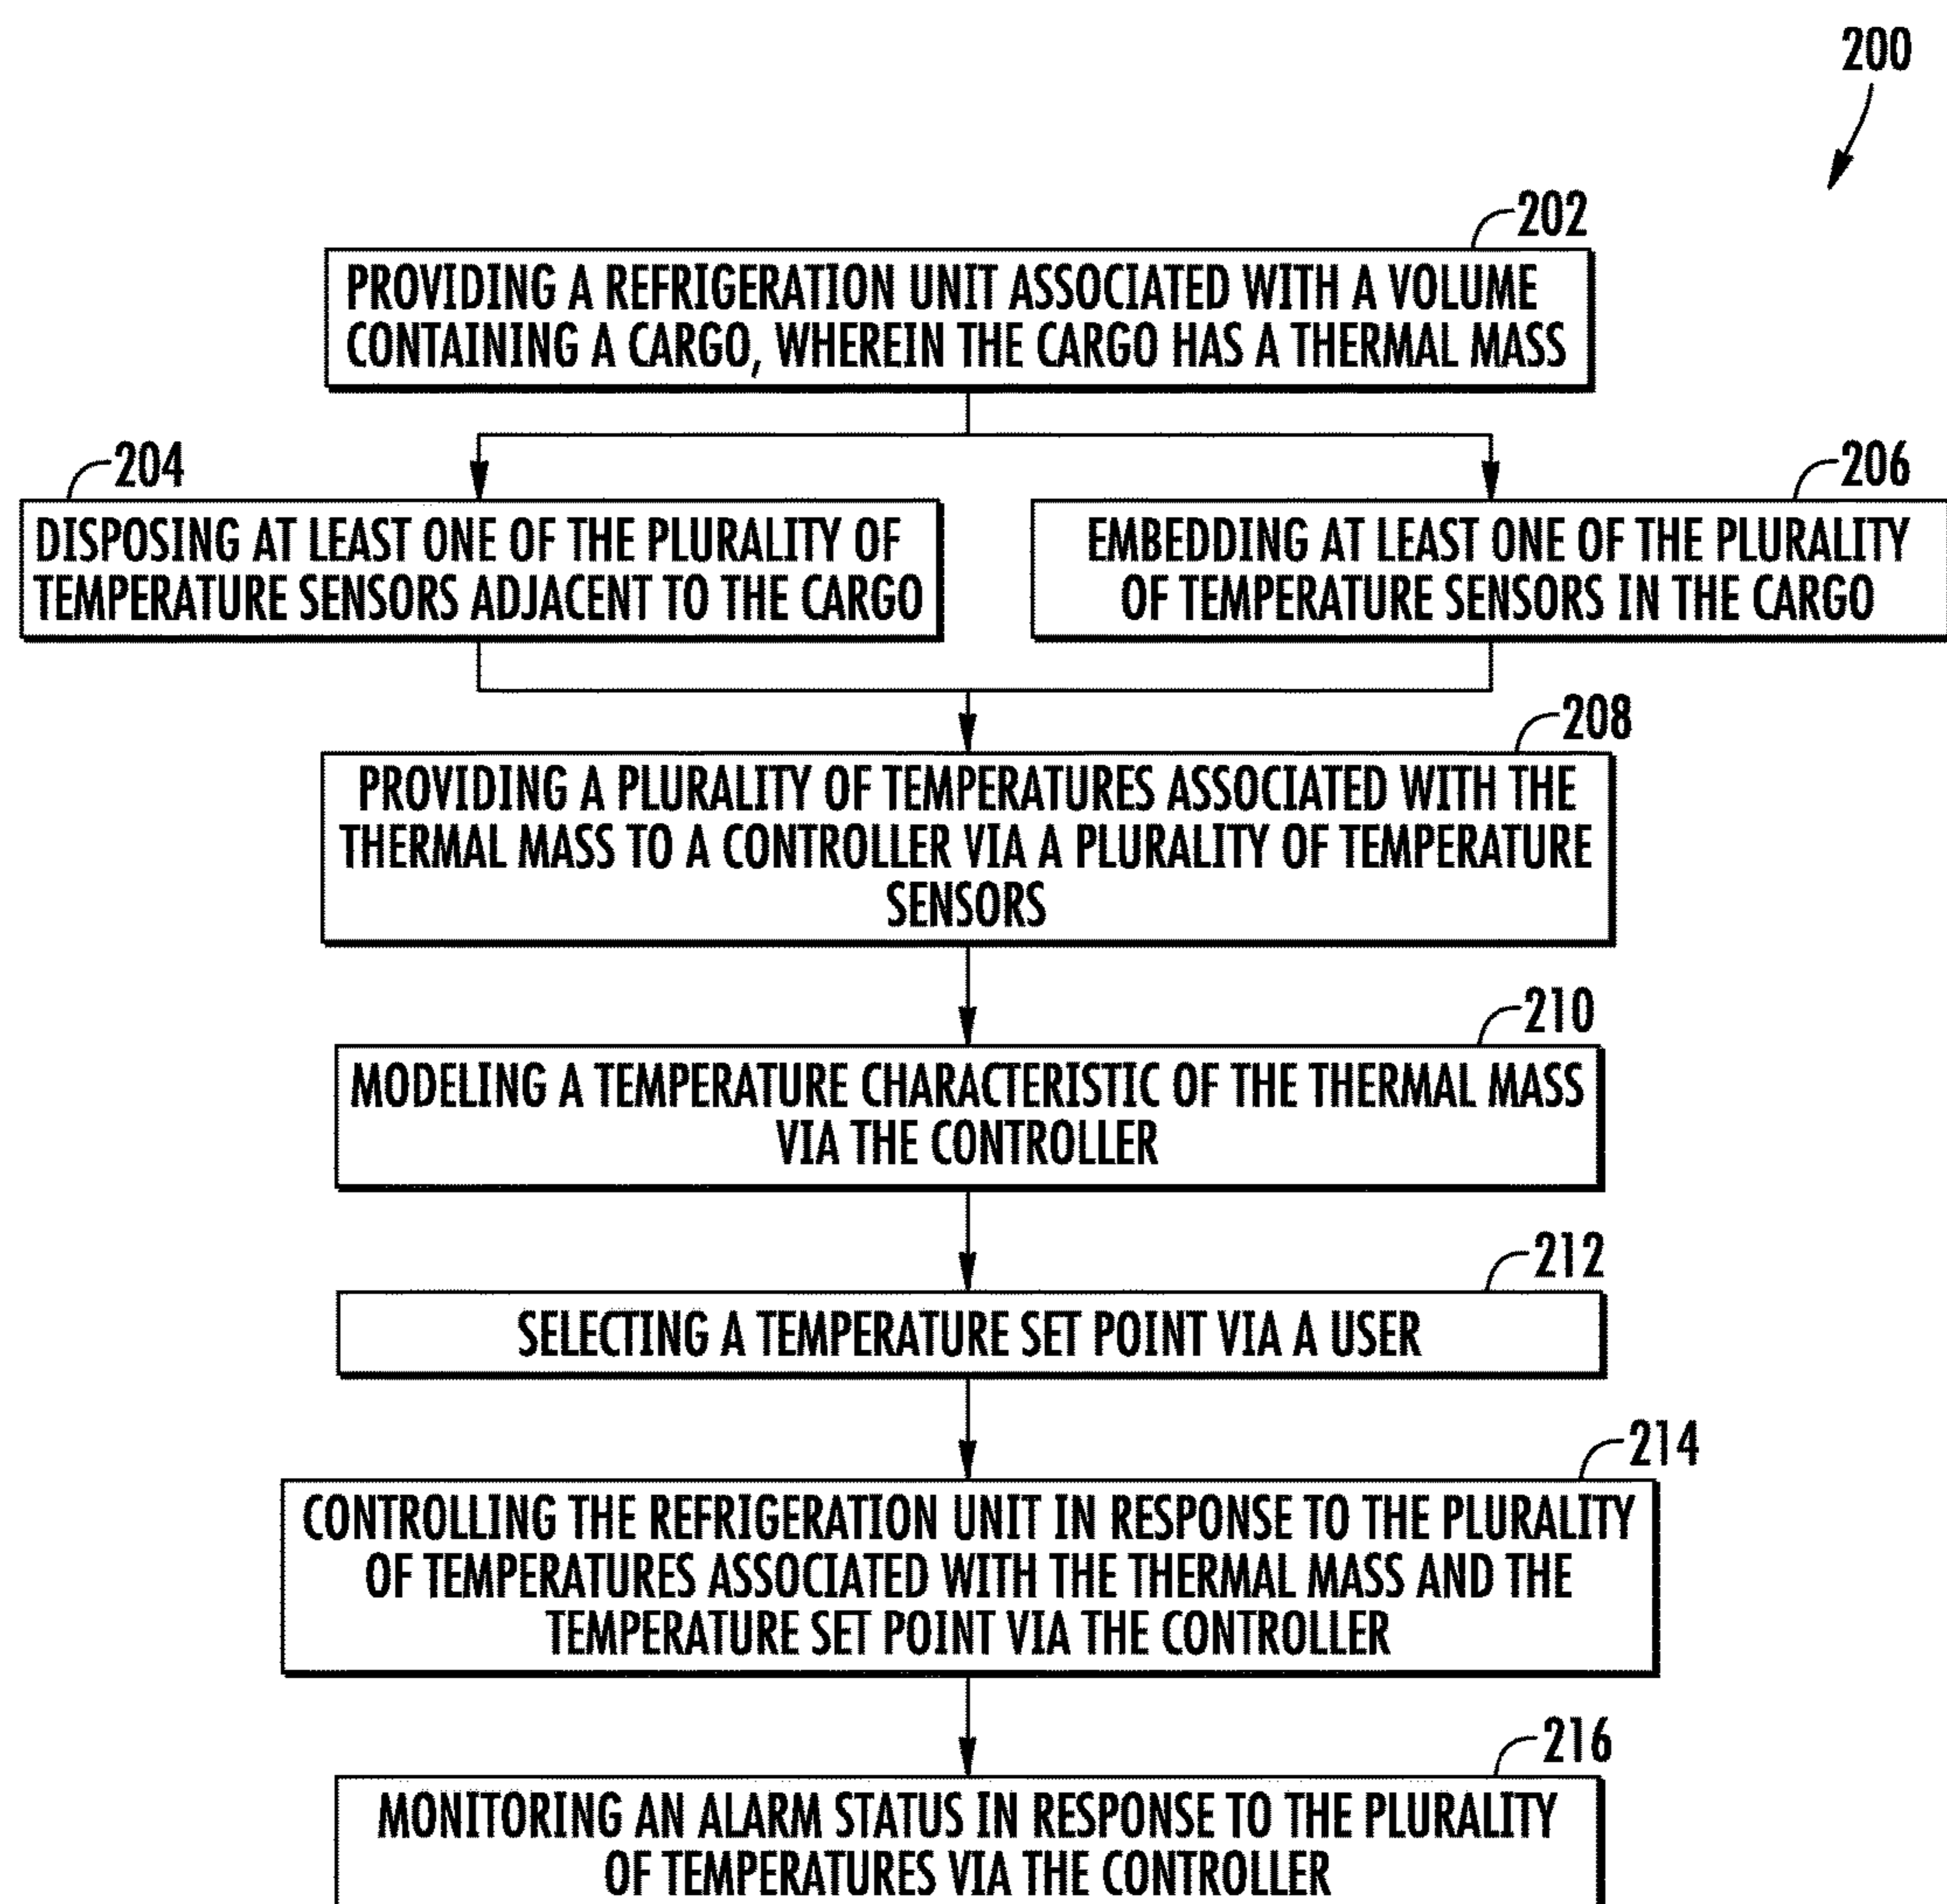 200
202
PROVIDING A REFRIGERATION UNIT ASSOCIATED WITH A VOLUME
CONTAINING A CARGO, WHEREIN THE CARGO HAS A THERMAL MASS
204
DISPOSING AT LEAST ONE OF THE PLURALITY OF
TEMPERATURE SENSORS ADJACENT TO THE CARGO
206
EMBEDDING AT LEAST ONE OF THE PLURALITY
OF TEMPERATURE SENSORS IN THE CARGO
208
PROVIDING A PLURALITY OF TEMPERATURES ASSOCIATED WITH THE
THERMAL MASS TO A CONTROLLER VIA A PLURALITY OF TEMPERATURE
SENSORS
210
MODELING A TEMPERATURE CHARACTERISTIC OF THE THERMAL MASS
VIA THE CONTROLLER
212
SELECTING A TEMPERATURE SET POINT VIA A USER
214
CONTROLLING THE REFRIGERATION UNIT IN RESPONSE TO THE PLURALITY
OF TEMPERATURES ASSOCIATED WITH THE THERMAL MASS AND THE
TEMPERATURE SET POINT VIA THE CONTROLLER
216
MONITORING AN ALARM STATUS IN RESPONSE TO THE PLURALITY
OF TEMPERATURES VIA THE CONTROLLER